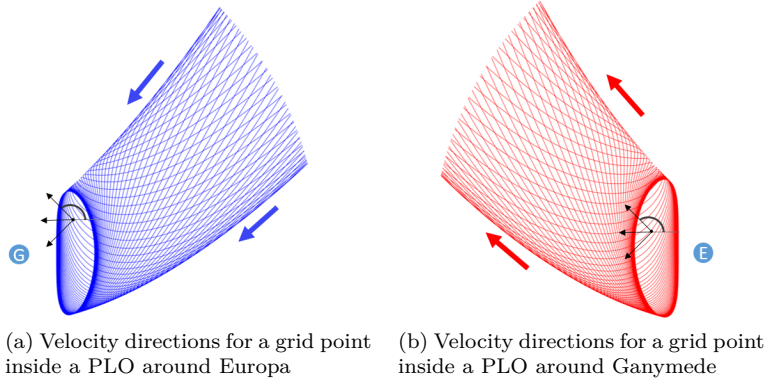 G
E
(a) Velocity directions for a grid point
inside a PLO around Europa
(b) Velocity directions for a grid point
inside a PLO around Ganymede